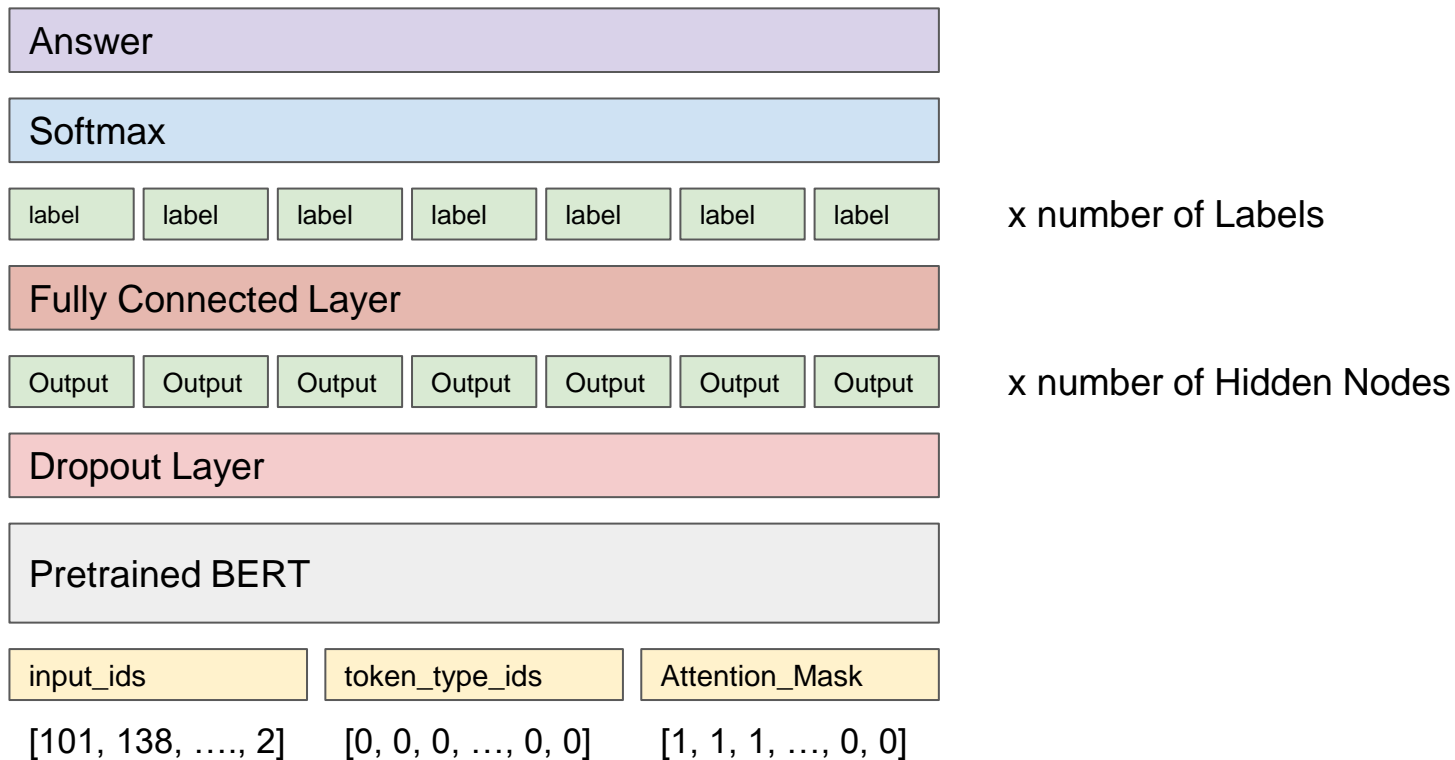 Answer
Softmax
label label label label label label label x number of Labels
Fully Connected Layer
Output Output Output Output Output Output Output x number of Hidden Nodes
Dropout Layer
Pretrained BERT
input_ids token_type_ids Attention_Mask
[101, 138, …., 2] [0, 0, 0, …, 0, 0] [1, 1, 1, …, 0, 0]